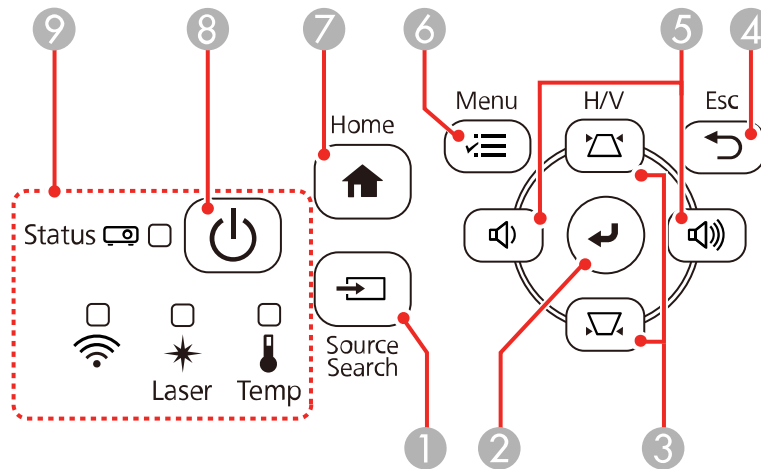 9
8
7
6
5
4
Menu
H/V
Esc
Home
Status
Source
Search
Laser
Temp
1
2
3